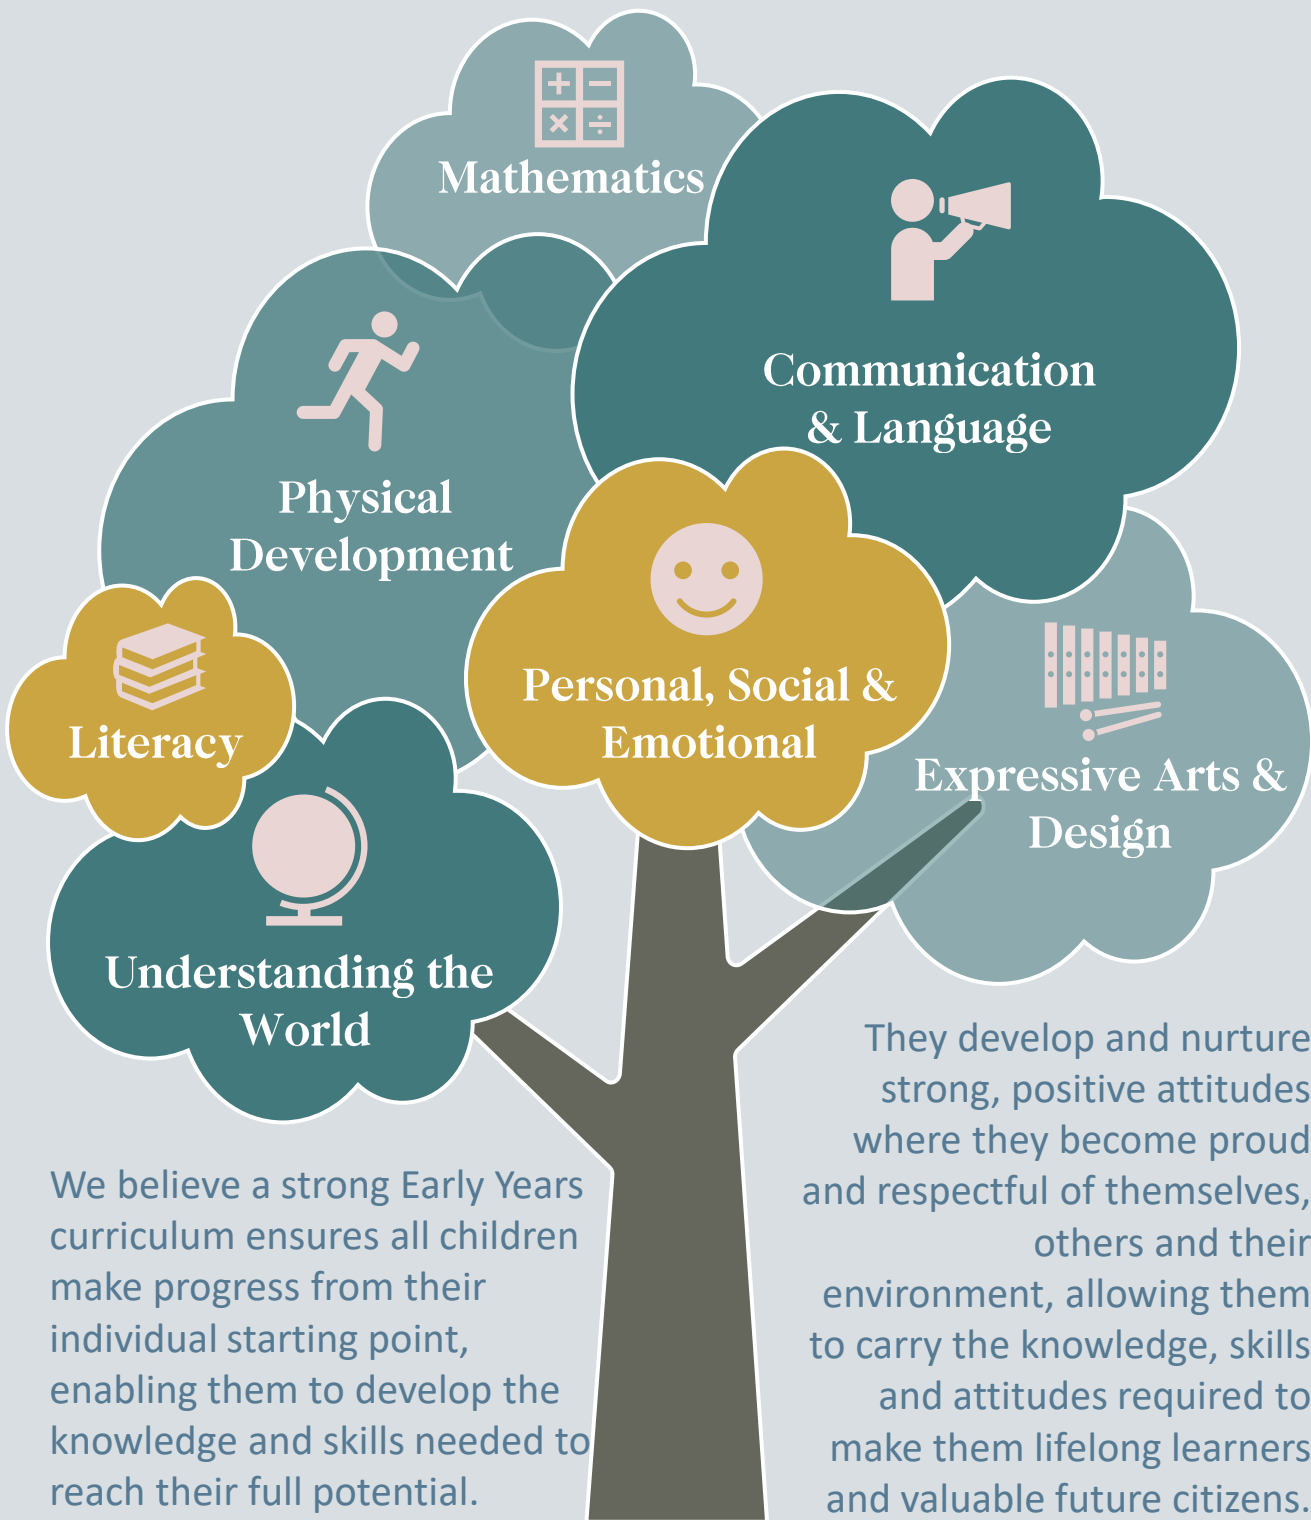 Mathematics
Communication
& Language
Physical
Development
Personal, Social &
Emotional
Literacy
Expressive Arts &
Design
Understanding the
World
We believe a strong Early Years
curriculum ensures all children
make progress from their
individual starting point,
enabling them to develop the
knowledge and skills needed to
reach their full potential.
They develop and nurture
strong, positive attitudes
where they become proud
and respectful of themselves,
others and their
environment, allowing them
to carry the knowledge, skills
and attitudes required to
make them lifelong learners
and valuable future citizens.